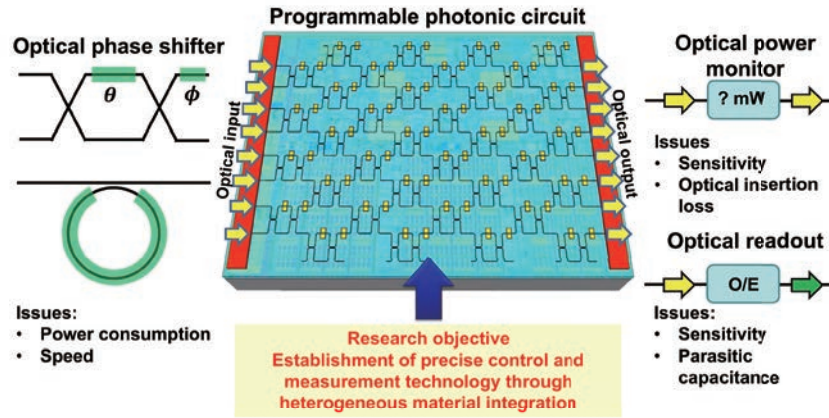 Programmable photonic circuit
Optical phase shifter
θ
ϕ
Issues:
• Power consumption
• Speed
Optical input
Optical output
Research objective
Establishment of precise control and
measurement technology through
heterogeneous material integration
Optical power
monitor
? mW
Issues
• Sensitivity
• Optical insertion
loss
Optical readout
O/E
Issues:
• Sensitivity
• Parasitic
capacitance